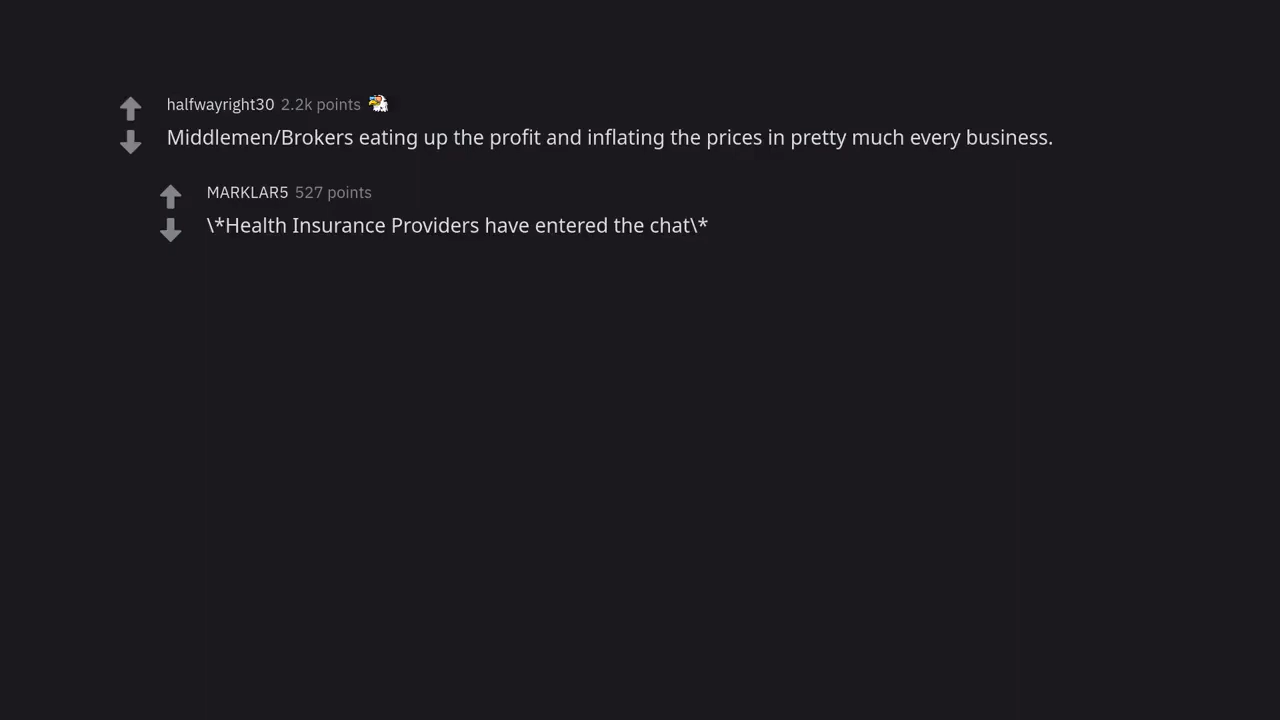 halfwayright30 2.2k points
Middlemen/Brokers eating up the profit and inflating the prices in pretty much every business.
MARKLAR5 527 points
\*Health Insurance Providers have entered the chat\*